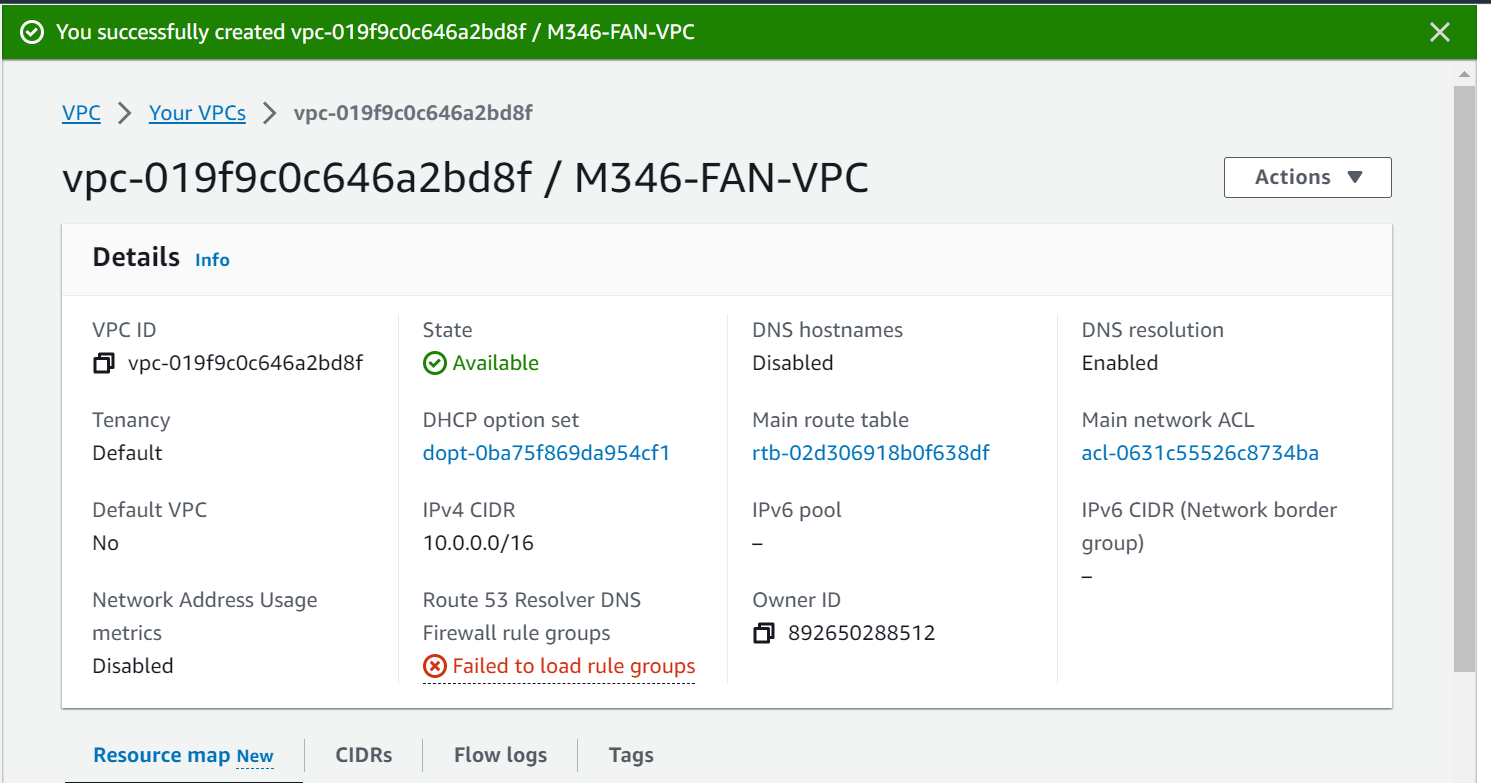 You successfully created vpc-019f9c0c646a2bd8f / M346-FAN-VPC
VPC > Your VPCs > vpc-019f9c0c646a2bd8f
vpc-019f9c0c646a2bd8f / M346-FAN-VPC
Actions
Details Info
VPC ID
vpc-019f9c0c646a2bd8f
State
Available
DNS hostnames
Disabled
DNS resolution
Enabled
Tenancy
Default
DHCP option set
dopt-0ba75f869da954cf1
Main route table
rtb-02d306918b0f638df
Main network ACL
acl-0631c55526c8734ba
Default VPC
No
IPv4 CIDR
10.0.0.0/16
IPv6 pool
–
IPv6 CIDR (Network border
group)
–
Network Address Usage
metrics
Disabled
Route 53 Resolver DNS
Firewall rule groups
Failed to load rule groups
Owner ID
892650288512
Resource map New
CIDRs
Flow logs
Tags